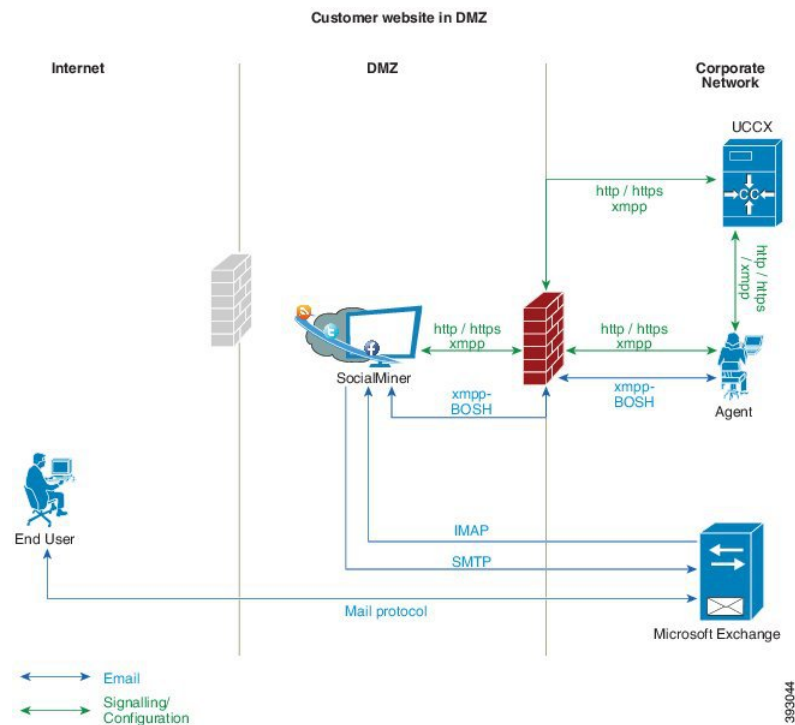 Customer website in DMZ
Internet
DMZ
Corporate
Network
UCCX
CC
http / https
xmpp
http / https
/ xmpp
http / https
xmpp
http / https
xmpp
SocialMiner
xmpp-
BOSH
xmpp-
BOSH
Agent
End User
IMAP
SMTP
Mail protocol
Microsoft Exchange
Email
Signalling/
Configuration
393044